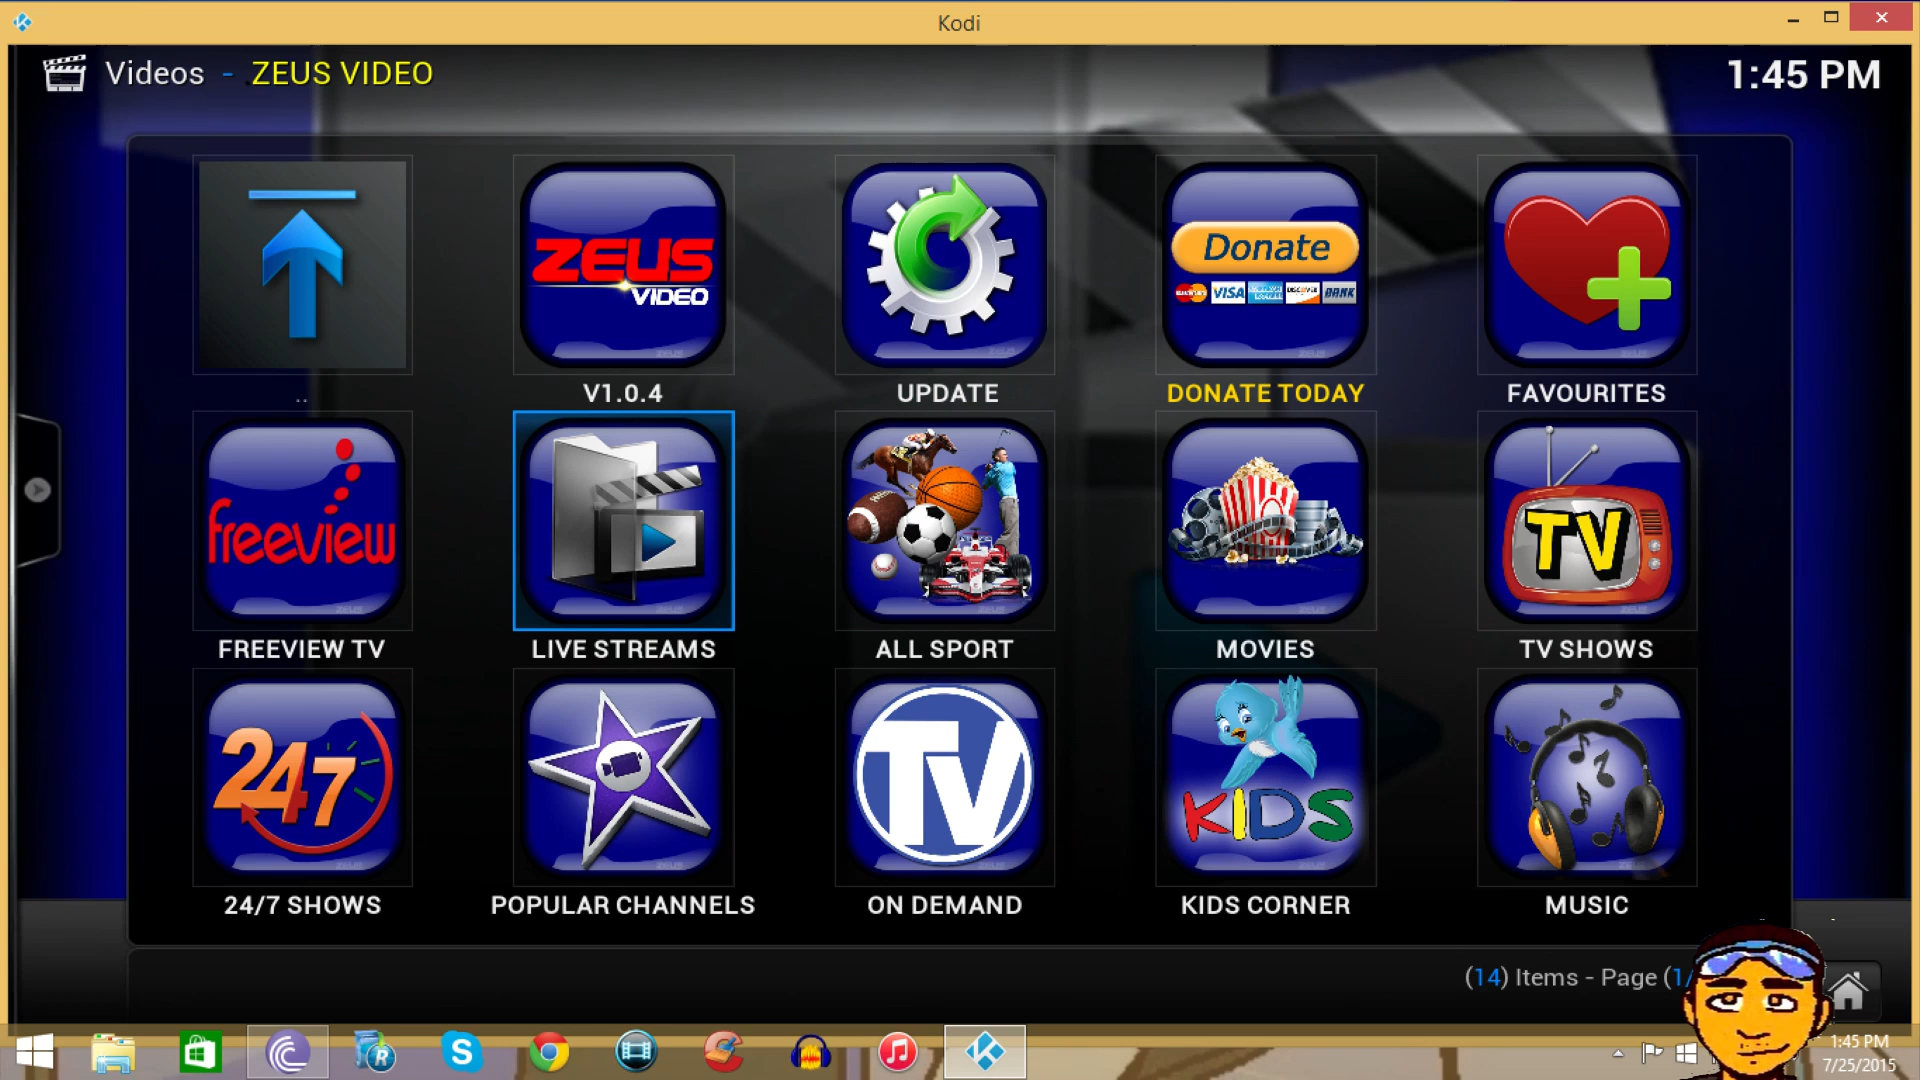 Kodi
Videos - ZEUS VIDEO
1:45 PM
ZEUS
VIDEO
Donate
VISA
DISCOVER
BANK
..
V1.0.4
UPDATE
DONATE TODAY
FAVOURITES
freeview
TV
FREEVIEW TV
LIVE STREAMS
ALL SPORT
MOVIES
TV SHOWS
247
TV
KIDS
24/7 SHOWS
POPULAR CHANNELS
ON DEMAND
KIDS CORNER
MUSIC
(14) Items - Page (1/
R
S
1:45 PM
7/25/2015